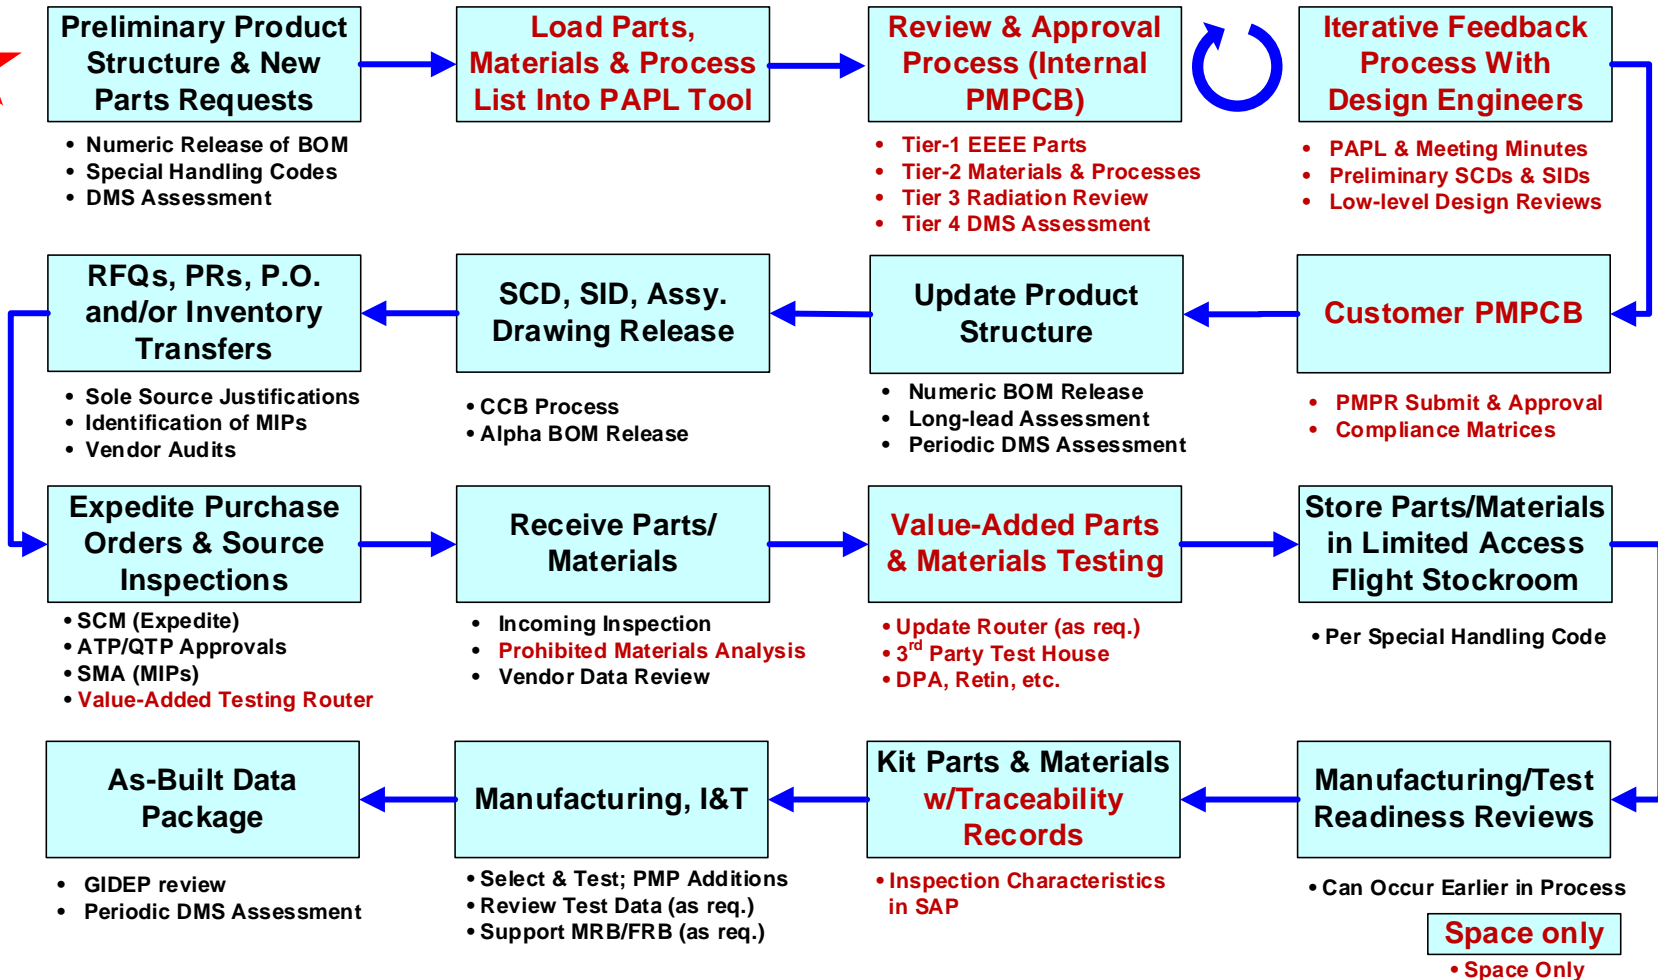 Preliminary Product
Structure & New
Parts Requests
• Numeric Release of BOM
• Special Handling Codes
• DMS Assessment
Load Parts,
Materials & Process
List Into PAPL Tool
Review & Approval
Process (Internal
PMPCB)
• Tier-1 EEEE Parts
• Tier-2 Materials & Processes
• Tier 3 Radiation Review
• Tier 4 DMS Assessment
Iterative Feedback
Process With
Design Engineers
• PAPL & Meeting Minutes
• Preliminary SCDs & SIDs
• Low-level Design Reviews
RFQs, PRs, P.O.
and/or Inventory
Transfers
• Sole Source Justifications
• Identification of MIPs
• Vendor Audits
SCD, SID, Assy.
Drawing Release
• CCB Process
• Alpha BOM Release
Update Product
Structure
• Numeric BOM Release
• Long-lead Assessment
• Periodic DMS Assessment
Customer PMPCB
• PMPR Submit & Approval
• Compliance Matrices
Expedite Purchase
Orders & Source
Inspections
• SCM (Expedite)
• ATP/QTP Approvals
• SMA (MIPs)
• Value-Added Testing Router
Receive Parts/
Materials
• Incoming Inspection
• Prohibited Materials Analysis
• Vendor Data Review
Value-Added Parts
& Materials Testing
• Update Router (as req.)
• 3rd Party Test House
• DPA, Retin, etc.
Store Parts/Materials
in Limited Access
Flight Stockroom
• Per Special Handling Code
As-Built Data
Package
• GIDEP review
• Periodic DMS Assessment
Manufacturing, I&T
• Select & Test; PMP Additions
• Review Test Data (as req.)
• Support MRB/FRB (as req.)
Kit Parts & Materials
w/Traceability
Records
• Inspection Characteristics
in SAP
Manufacturing/Test
Readiness Reviews
• Can Occur Earlier in Process
Space only
• Space Only